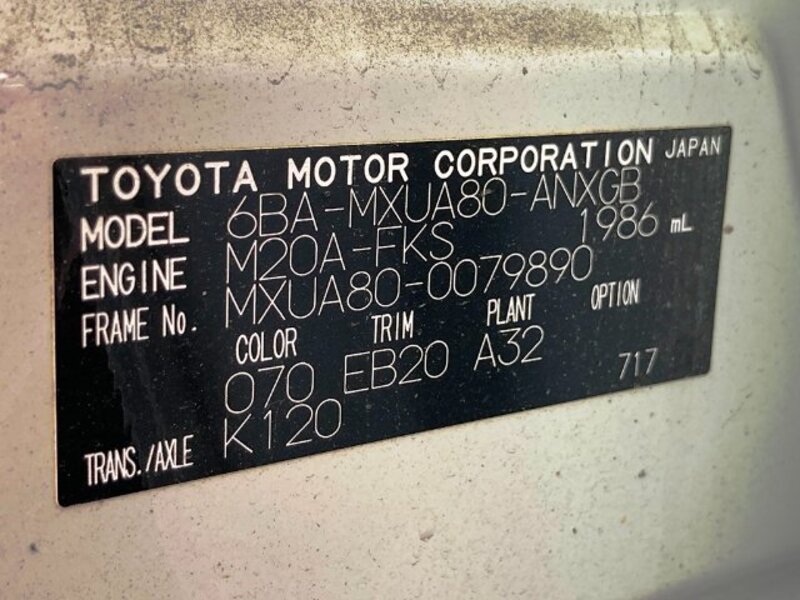 TOYOTA MOTOR CORPORATION JAPAN
MODEL 6BA-MXUA80-ANXGB
ENGINE M20A-FKS 1986 mL
FRAME No. MXUA80-0079890
COLOR TRIM PLANT OPTION
070 EB20 A32 717
TRANS./AXLE K120